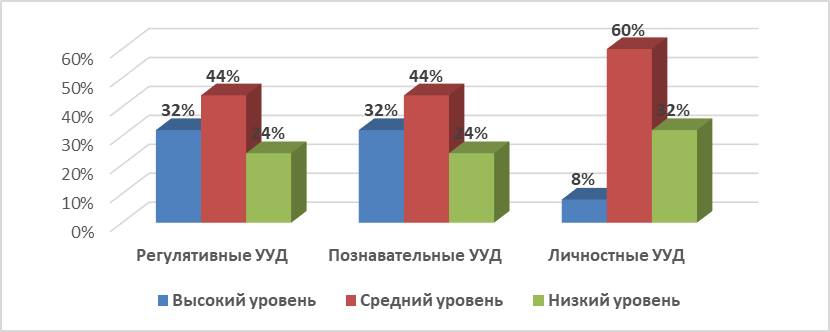 60%
60%
50%
40%
30%
20%
10%
0%
32%
44%
24%
32%
44%
24%
8%
32%
Регулятивные УУД
Познавательные УУД
Личностные УУД
Высокий уровень
Средний уровень
Низкий уровень